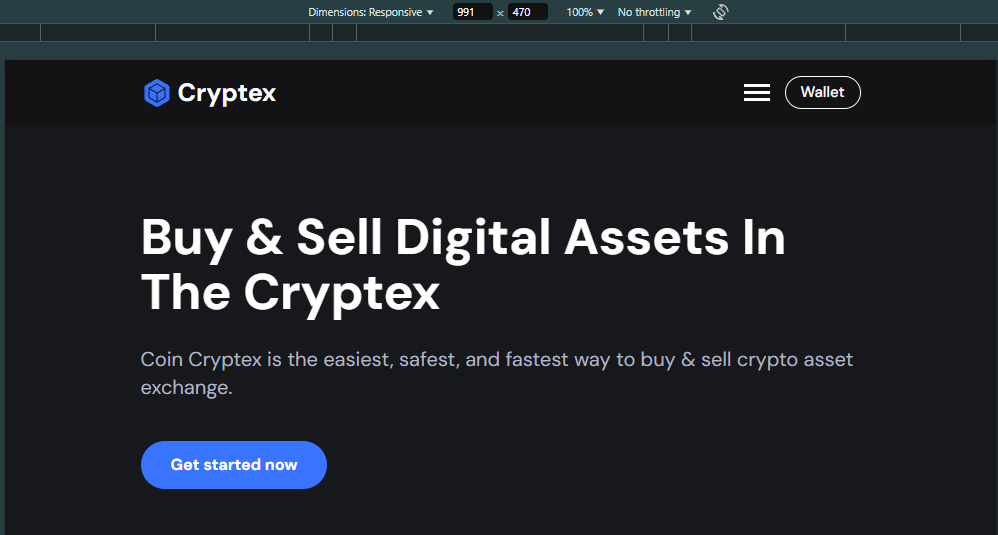 Dimensions: Responsive 991 x 470 100% No throttling
Cryptex Wallet
Buy & Sell Digital Assets In
The Cryptex
Coin Cryptex is the easiest, safest, and fastest way to buy & sell crypto asset
exchange.
Get started now